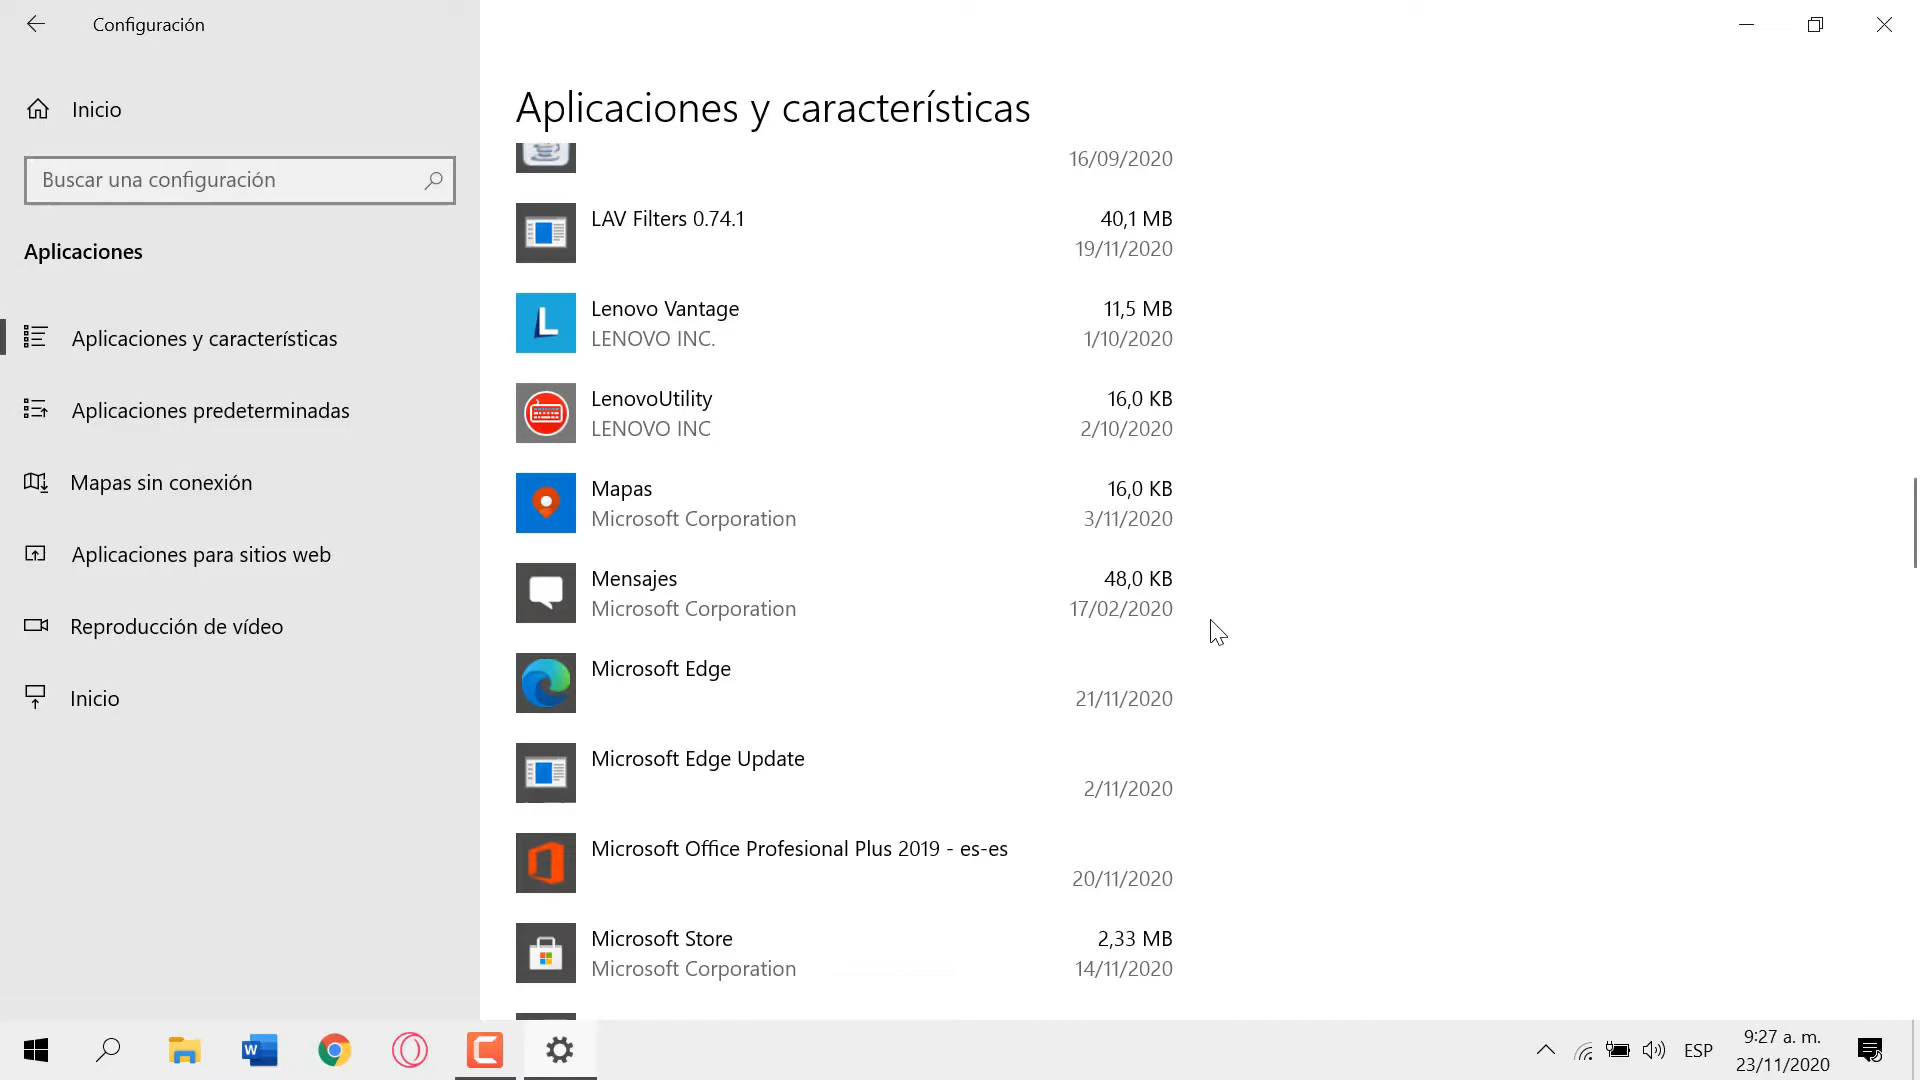 Configuración
Inicio
Buscar una configuración
Aplicaciones
Aplicaciones y características
Aplicaciones predeterminadas
Mapas sin conexión
Aplicaciones para sitios web
Reproducción de vídeo
Inicio
Aplicaciones y características
16/09/2020
LAV Filters 0.74.1 40,1 MB
19/11/2020
Lenovo Vantage 11,5 MB
LENOVO INC. 1/10/2020
LenovoUtility 16,0 KB
LENOVO INC 2/10/2020
Mapas 16,0 KB
Microsoft Corporation 3/11/2020
Mensajes 48,0 KB
Microsoft Corporation 17/02/2020
Microsoft Edge
21/11/2020
Microsoft Edge Update
2/11/2020
Microsoft Office Profesional Plus 2019 - es-es
20/11/2020
Microsoft Store 2,33 MB
Microsoft Corporation 14/11/2020
ESP
9:27 a. m.
23/11/2020